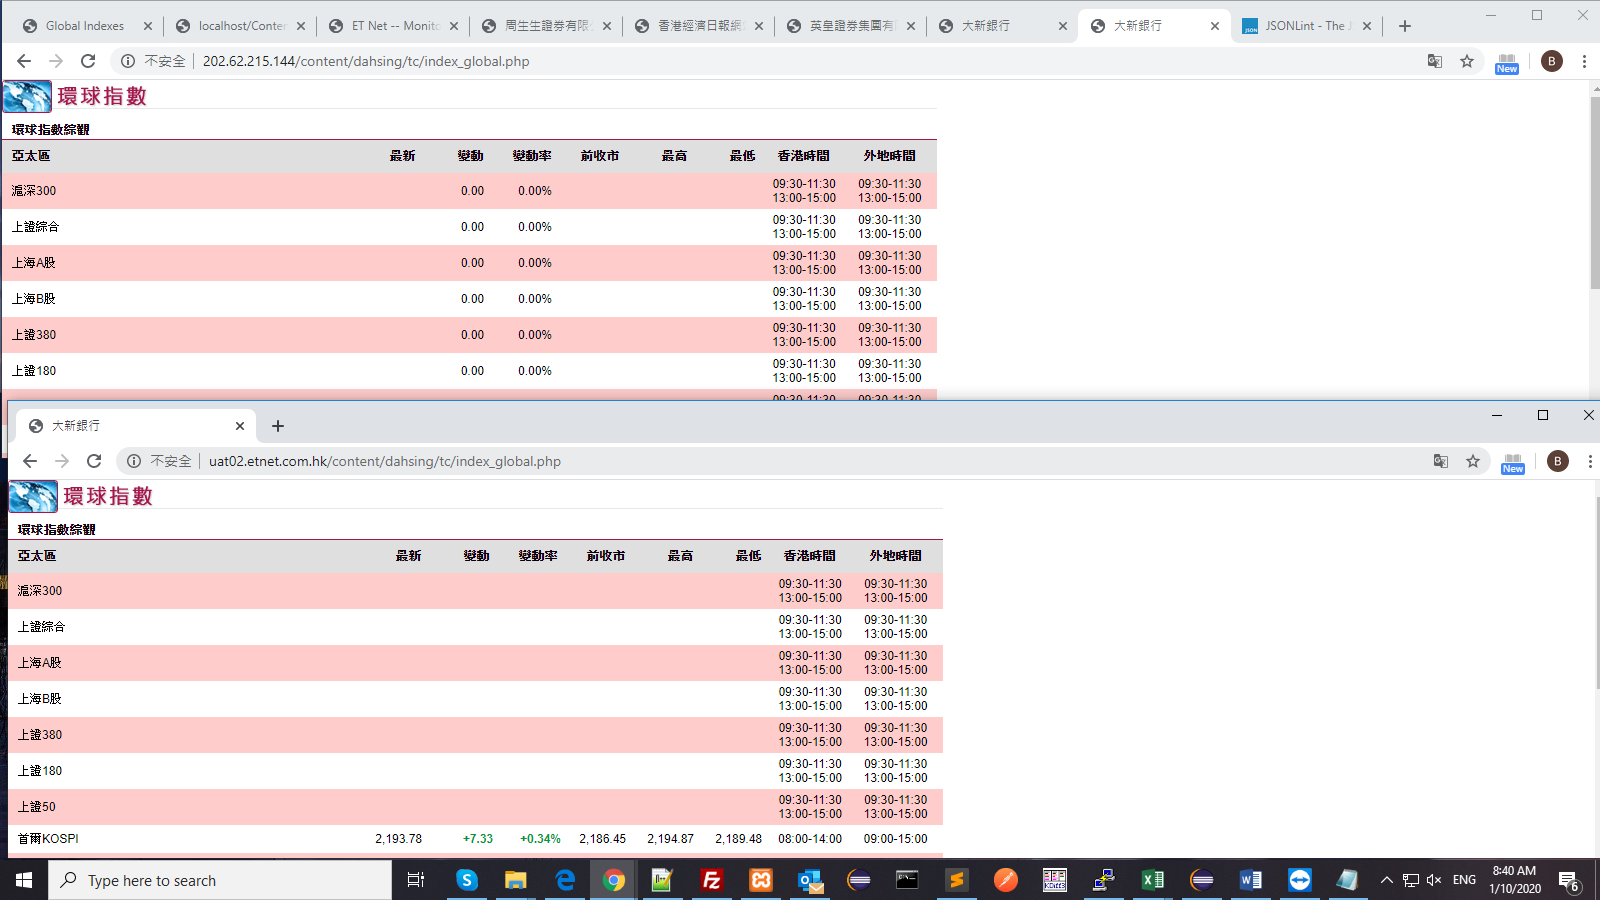 Global Indexes
localhost/Conten
ET Net -- Monito
周生生證券有限
香港經濟日報網
英皇證券集團有
大新銀行
大新銀行
JSONLint - The J
不安全 202.62.215.144/content/dahsing/tc/index_global.php
New
B
環球指數
環球指數綜觀
亞太區 最新 變動 變動率 前收市 最高 最低 香港時間 外地時間
滬深300 0.00 0.00% 09:30-11:30 09:30-11:30
13:00-15:00 13:00-15:00
上證綜合 0.00 0.00% 09:30-11:30 09:30-11:30
13:00-15:00 13:00-15:00
上海A股 0.00 0.00% 09:30-11:30 09:30-11:30
13:00-15:00 13:00-15:00
上海B股 0.00 0.00% 09:30-11:30 09:30-11:30
13:00-15:00 13:00-15:00
上證380 0.00 0.00% 09:30-11:30 09:30-11:30
13:00-15:00 13:00-15:00
上證180 0.00 0.00% 09:30-11:30 09:30-11:30
13:00-15:00 13:00-15:00
09:30-11:30 09:30-11:30
大新銀行
不安全 uat02.etnet.com.hk/content/dahsing/tc/index_global.php
New
B
環球指數
環球指數綜觀
亞太區 最新 變動 變動率 前收市 最高 最低 香港時間 外地時間
滬深300 09:30-11:30 09:30-11:30
13:00-15:00 13:00-15:00
上證綜合 09:30-11:30 09:30-11:30
13:00-15:00 13:00-15:00
上海A股 09:30-11:30 09:30-11:30
13:00-15:00 13:00-15:00
上海B股 09:30-11:30 09:30-11:30
13:00-15:00 13:00-15:00
上證380 09:30-11:30 09:30-11:30
13:00-15:00 13:00-15:00
上證180 09:30-11:30 09:30-11:30
13:00-15:00 13:00-15:00
上證50 09:30-11:30 09:30-11:30
13:00-15:00 13:00-15:00
首爾KOSPI 2,193.78 +7.33 +0.34% 2,186.45 2,194.87 2,189.48 08:00-14:00 09:00-15:00
Type here to search
ENG
8:40 AM
1/10/2020
6